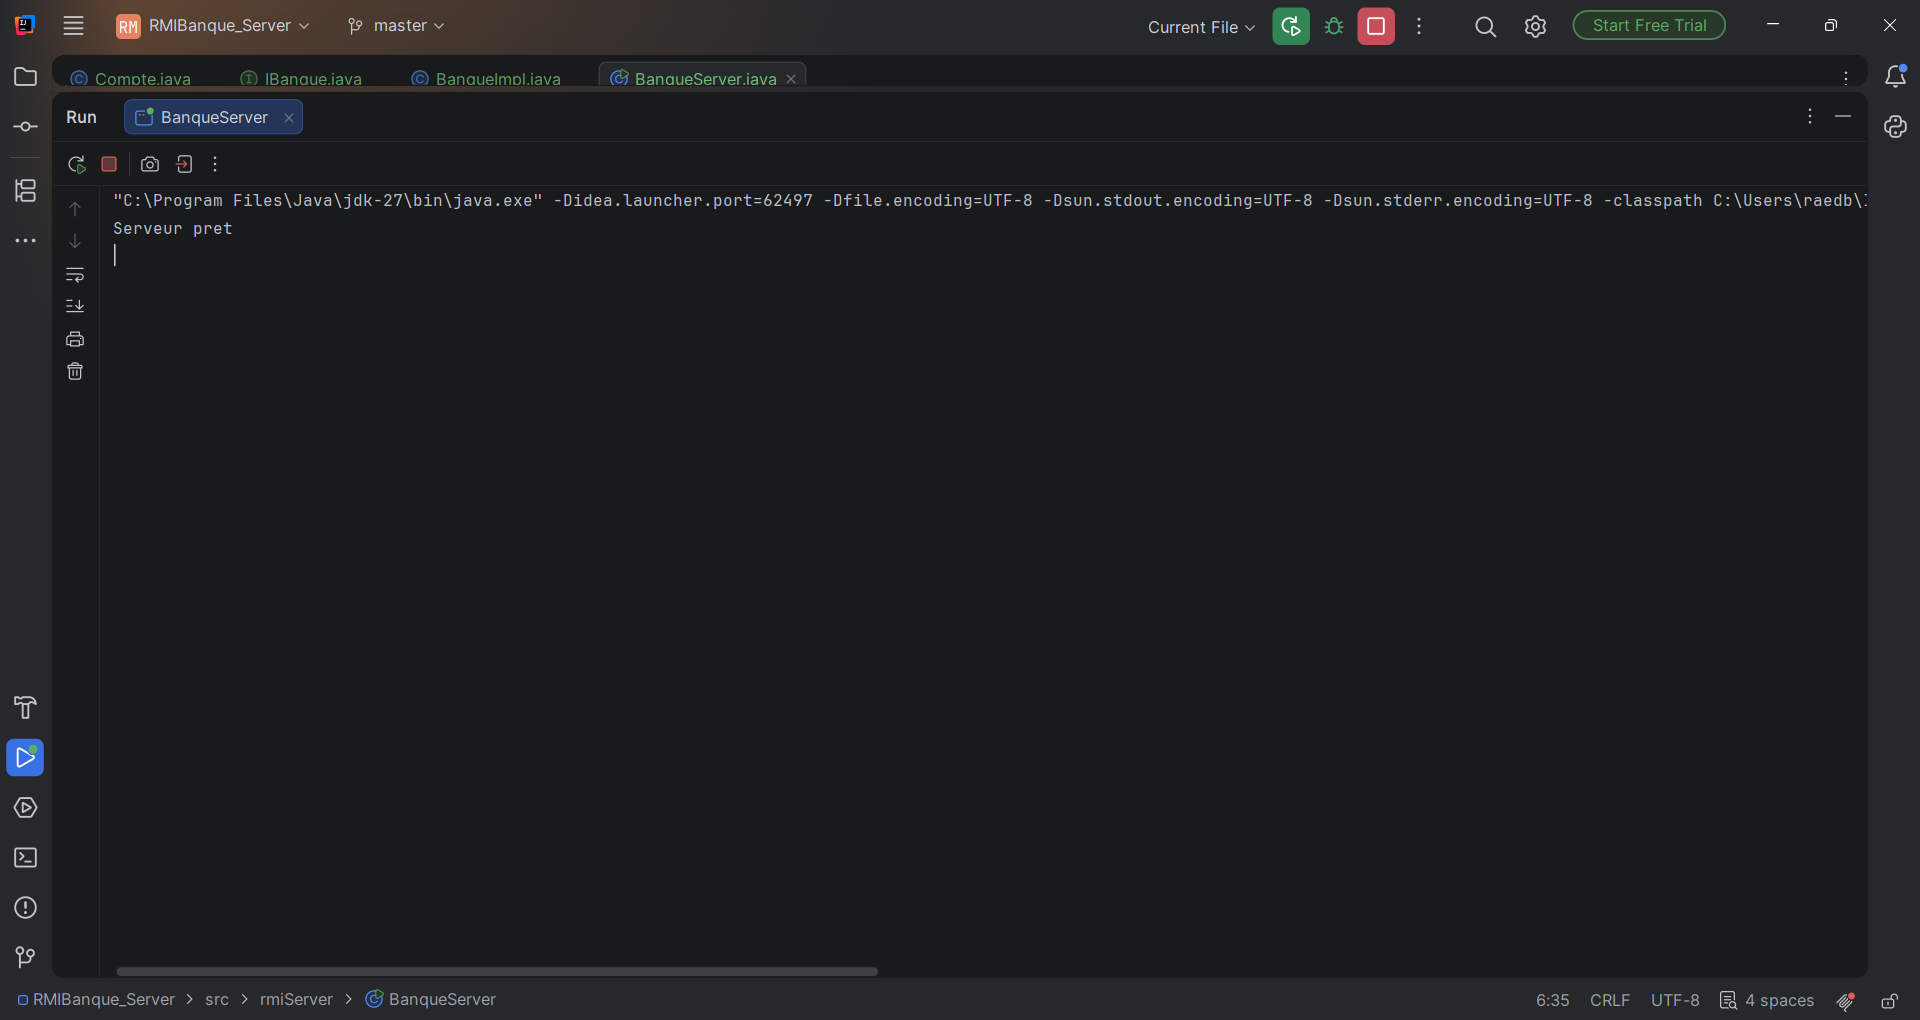 RM RMIBanque_Server master Current File Start Free Trial
Compte.java IBanque.java BanqueImpl.java BanqueServer.java
Run BanqueServer
"C:\Program Files\Java\jdk-27\bin\java.exe" -Didea.launcher.port=62497 -Dfile.encoding=UTF-8 -Dsun.stdout.encoding=UTF-8 -Dsun.stderr.encoding=UTF-8 -classpath C:\Users\raedb\
Serveur pret
RMIBanque_Server > src > rmiServer > BanqueServer 6:35 CRLF UTF-8 4 spaces